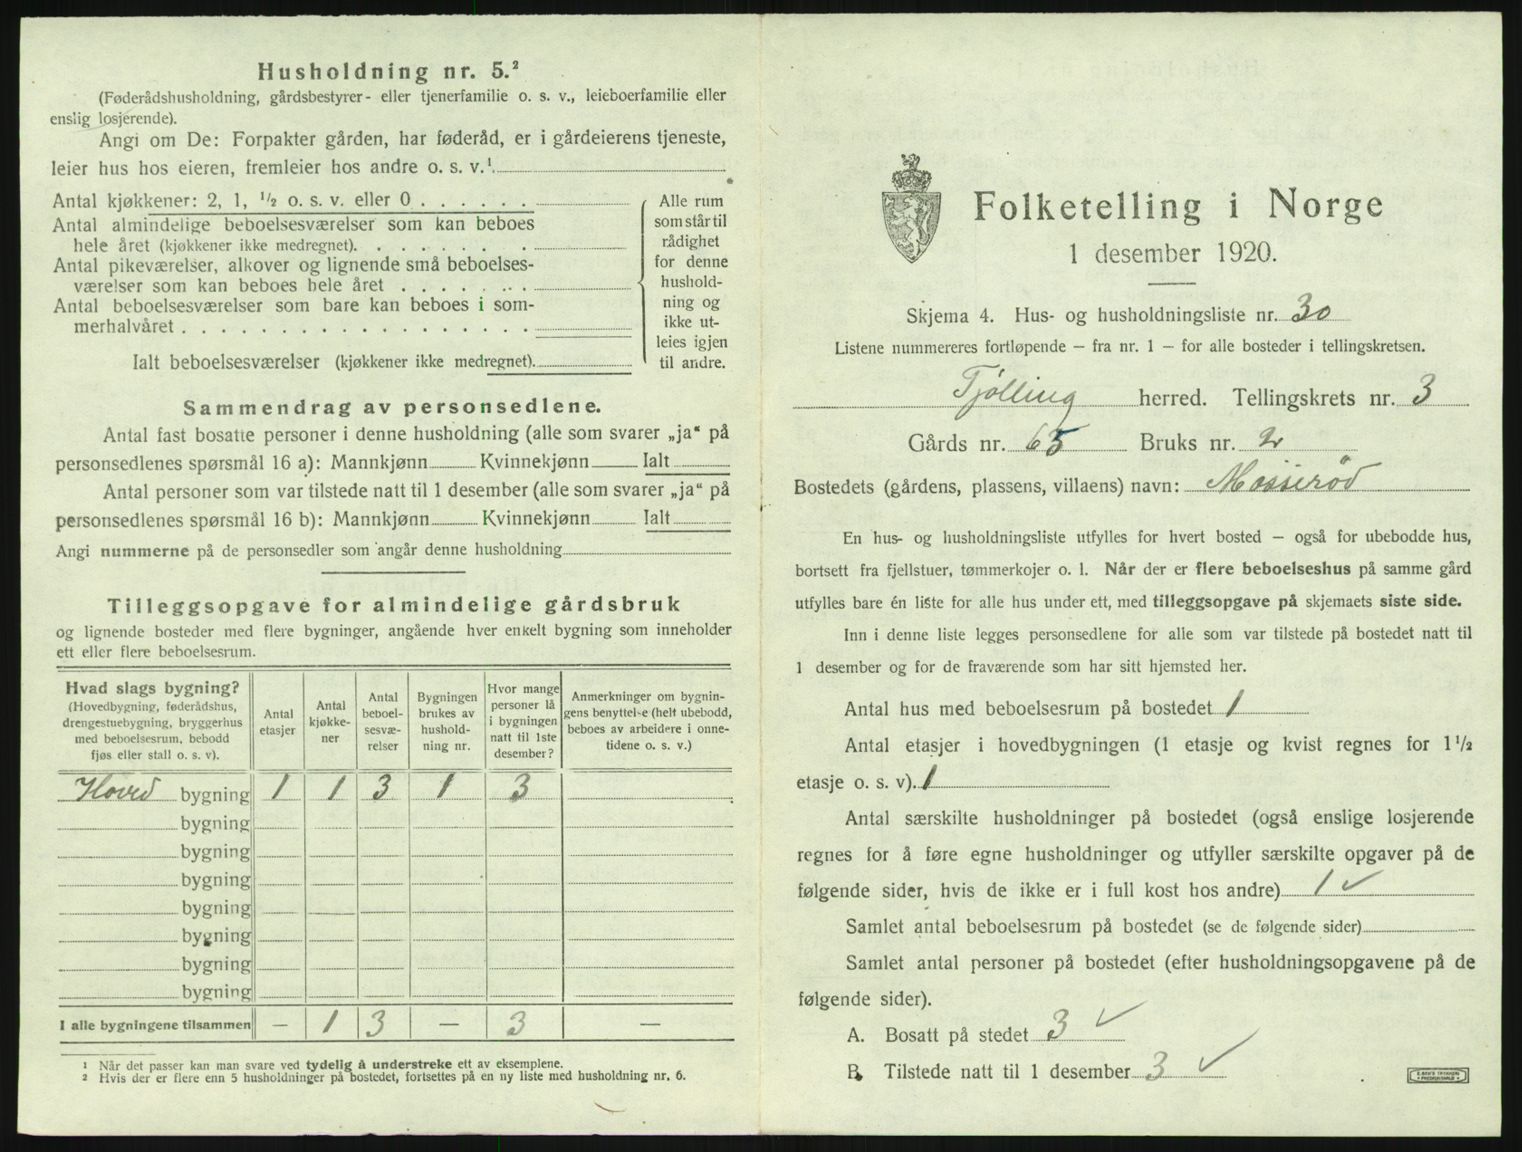 Husholdning nr. 5.²
(Føderådshusholdning, gårdsbestyrer- eller tjenerfamilie o. s. v., leieboerfamilie eller
enslig losjerende).
Angi om De: Forpakter gården, har føderåd, er i gårdeierens tjeneste,
leier hus hos eieren, fremleier hos andre o. s. v.¹
Antal kjøkkener: 2, 1, ½ o. s. v. eller 0 . . . . . .
Antal almindelige beboelsesværelser som kan beboes
hele året (kjøkkener ikke medregnet). . . . . . . .
Antal pikeværelser, alkover og lignende små beboelses-
værelser som kan beboes hele året . . . . . . .
Antal beboelsesværelser som bare kan beboes i som-
merhalvåret . . . . . . . . . . . . . . . . . .
Ialt beboelsesværelser (kjøkkener ikke medregnet).
Alle rum
som står til
rådighet
for denne
hushold-
ning og
ikke ut-
leies igjen
til andre.
Sammendrag av personsedlene.
Antal fast bosatte personer i denne husholdning (alle som svarer „ja“ på
personsedlenes spørsmål 16 a): Mannkjønn Kvinnekjønn Ialt
Antal personer som var tilstede natt til 1 desember (alle som svarer „ja“ på
personsedlenes spørsmål 16 b): Mannkjønn Kvinnekjønn Ialt
Angi nummerne på de personsedler som angår denne husholdning
Tilleggsopgave for almindelige gårdsbruk
og lignende bosteder med flere bygninger, angående hver enkelt bygning som inneholder
ett eller flere beboelsesrum.
Hvad slags bygning?
(Hovedbygning, føderådshus,
drengestuebygning, bryggerhus
med beboelsesrum, bebodd
fjøs eller stall o. s. v).
Antal
etasjer
Antal
kjøkke-
ner
Antal
beboel-
sesvæ-
relser
Bygningen
brukes av
hushold-
ning nr.
Hvor mange
personer lå
i bygningen
natt til 1ste
desember?
Anmerkninger om bygnin-
gens benyttelse (helt ubebodd,
beboes av arbeidere i onne-
tidene o. s. v.)
Hoved bygning 1 1 3 1 3
bygning
bygning
bygning
bygning
bygning
bygning
bygning
I alle bygningene tilsammen — 1 3 — 3 —
¹ Når det passer kan man svare ved tydelig å understreke ett av eksemplene.
² Hvis der er flere enn 5 husholdninger på bostedet, fortsettes på en ny liste med husholdning nr. 6.
Folketelling i Norge
1 desember 1920.
Skjema 4. Hus- og husholdningsliste nr. 30
Listene nummereres fortløpende — fra nr. 1 — for alle bosteder i tellingskretsen.
Tjølling herred. Tellingskrets nr. 3
Gårds nr. 65 Bruks nr. 2
Bostedets (gårdens, plassens, villaens) navn: Mosserød
En hus- og husholdningsliste utfylles for hvert bosted — også for ubebodde hus,
bortsett fra fjellstuer, tømmerkojer o. l. Når der er flere beboelseshus på samme gård
utfylles bare én liste for alle hus under ett, med tilleggsopgave på skjemaets siste side.
Inn i denne liste legges personsedlene for alle som var tilstede på bostedet natt til
1 desember og for de fraværende som har sitt hjemsted her.
Antal hus med beboelsesrum på bostedet 1
Antal etasjer i hovedbygningen (1 etasje og kvist regnes for 1½
etasje o. s. v). 1
Antal særskilte husholdninger på bostedet (også enslige losjerende
regnes for å føre egne husholdninger og utfyller særskilte opgaver på de
følgende sider, hvis de ikke er i full kost hos andre) 1 ✓
Samlet antal beboelsesrum på bostedet (se de følgende sider)
Samlet antal personer på bostedet (efter husholdningsopgavene på de
følgende sider).
A. Bosatt på stedet 3 ✓
B. Tilstede natt til 1 desember 3 ✓